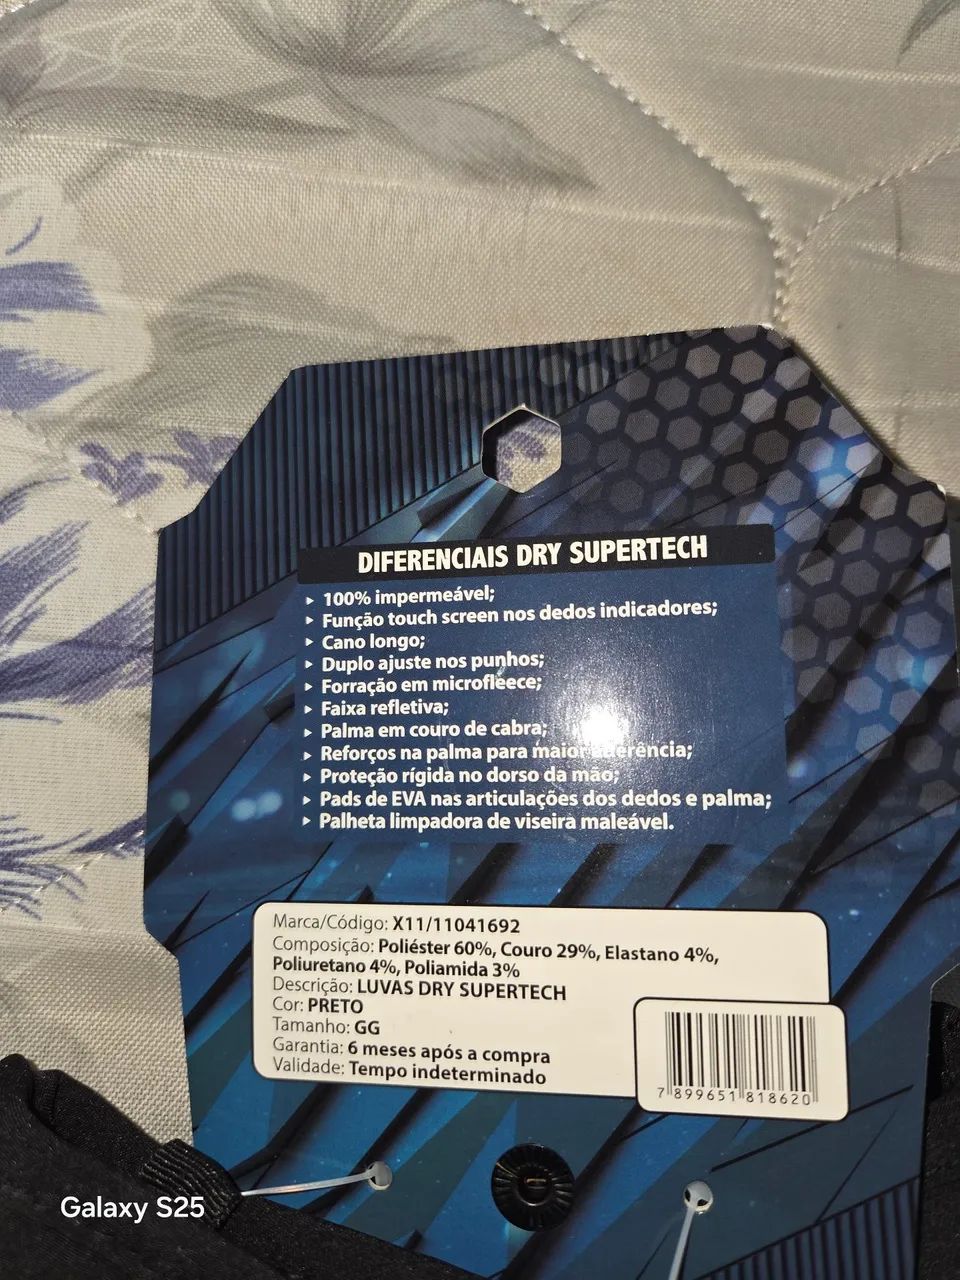 DIFERENCIAIS DRY SUPERTECH
▸ 100% impermeável;
▸ Função touch screen nos dedos indicadores;
▸ Cano longo;
▸ Duplo ajuste nos punhos;
▸ Forração em microfleece;
▸ Faixa refletiva;
▸ Palma em couro de cabra;
▸ Reforços na palma para maior aderência;
▸ Proteção rígida no dorso da mão;
▸ Pads de EVA nas articulações dos dedos e palma;
▸ Palheta limpadora de viseira maleável.
Marca/Código: X11/11041692
Composição: Poliéster 60%, Couro 29%, Elastano 4%,
Poliuretano 4%, Poliamida 3%
Descrição: LUVAS DRY SUPERTECH
Cor: PRETO
Tamanho: GG
Garantia: 6 meses após a compra
Validade: Tempo indeterminado
7 899651 818620
Galaxy S25